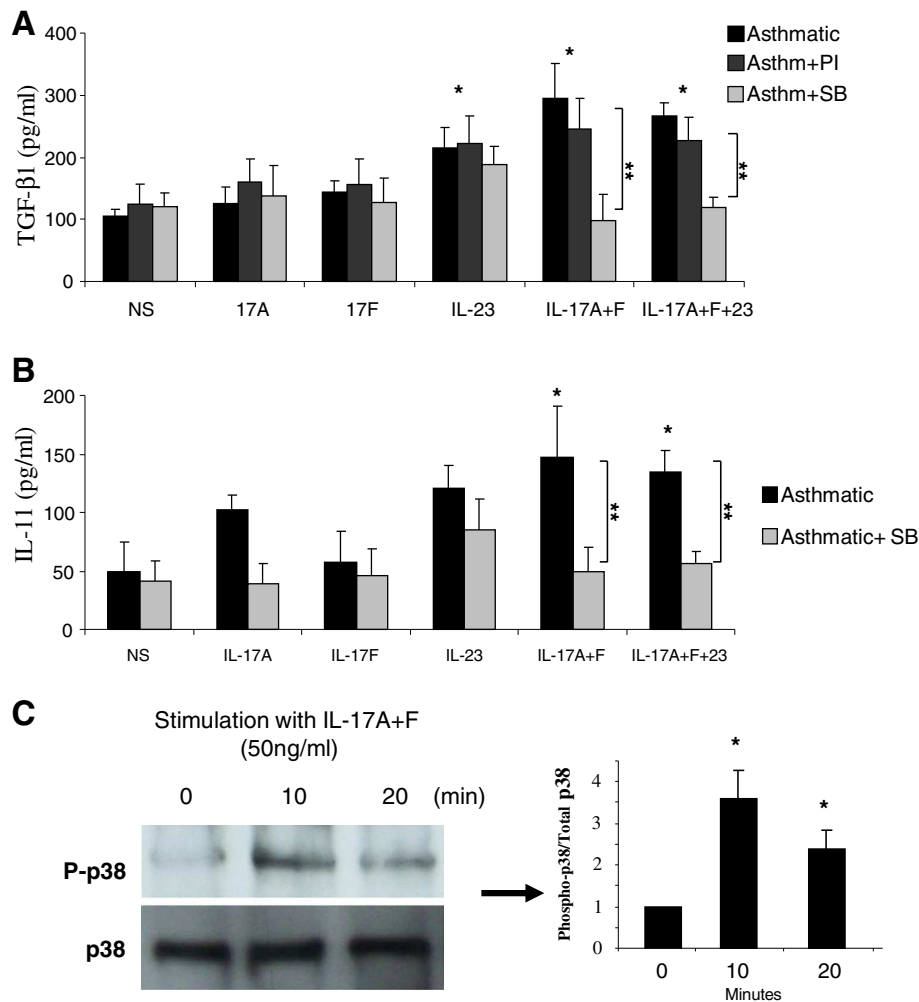 A
400
300
200
100
0
TGF-β1 (pg/ml)
*
*
*
**
**
Asthmatic
Asthm+PI
Asthm+SB
NS 17A 17F IL-23 IL-17A+F IL-17A+F+23
B
200
150
100
50
0
IL-11 (pg/ml)
*
*
**
**
Asthmatic
Asthmatic+ SB
NS IL-17A IL-17F IL-23 IL-17A+F IL-17A+F+23
C
Stimulation with IL-17A+F
(50ng/ml)
0 10 20 (min)
P-p38
p38
Phospho-p38/Total p38
4
3
2
1
0
*
*
0 10 20
Minutes